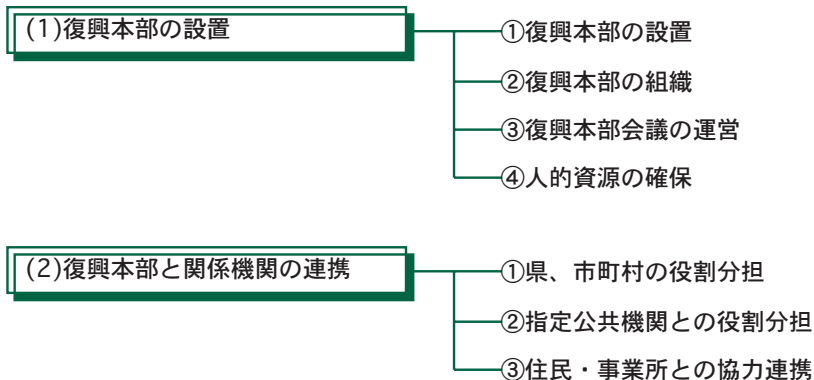 (1)復興本部の設置
①復興本部の設置
②復興本部の組織
③復興本部会議の運営
④人的資源の確保
(2)復興本部と関係機関の連携
①県、市町村の役割分担
②指定公共機関との役割分担
③住民・事業所との協力連携